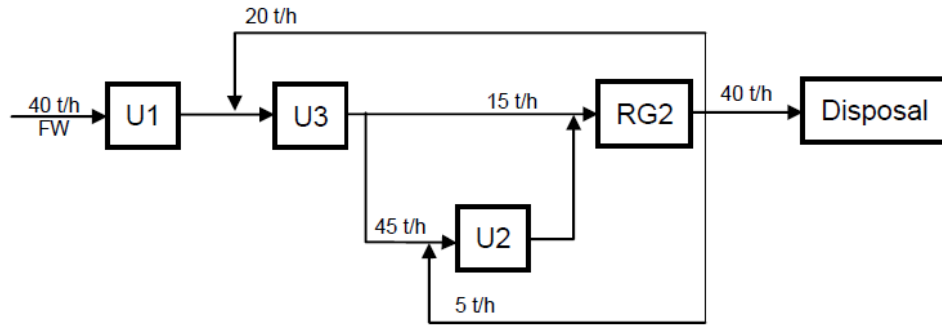 20 t/h
40 t/h
FW
U1
U3
15 t/h
RG2
40 t/h
Disposal
45 t/h
U2
5 t/h